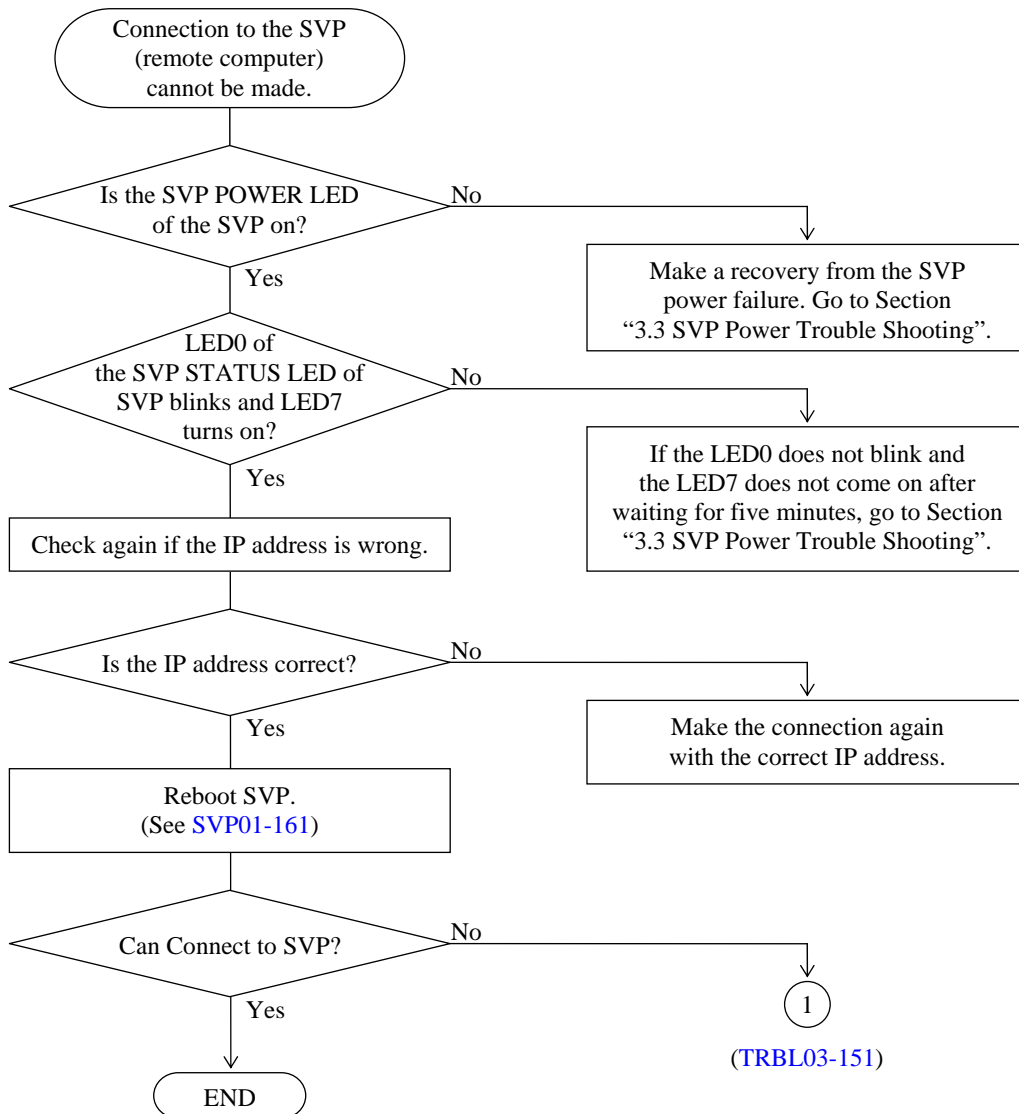 Connection to the SVP
(remote computer)
cannot be made.
Is the SVP POWER LED
of the SVP on?
No
Yes
Make a recovery from the SVP
power failure. Go to Section
“3.3 SVP Power Trouble Shooting”.
LED0 of
the SVP STATUS LED of
SVP blinks and LED7
turns on?
No
Yes
If the LED0 does not blink and
the LED7 does not come on after
waiting for five minutes, go to Section
“3.3 SVP Power Trouble Shooting”.
Check again if the IP address is wrong.
Is the IP address correct?
No
Yes
Make the connection again
with the correct IP address.
Reboot SVP.
(See SVP01-161)
Can Connect to SVP?
No
Yes
1
(TRBL03-151)
END